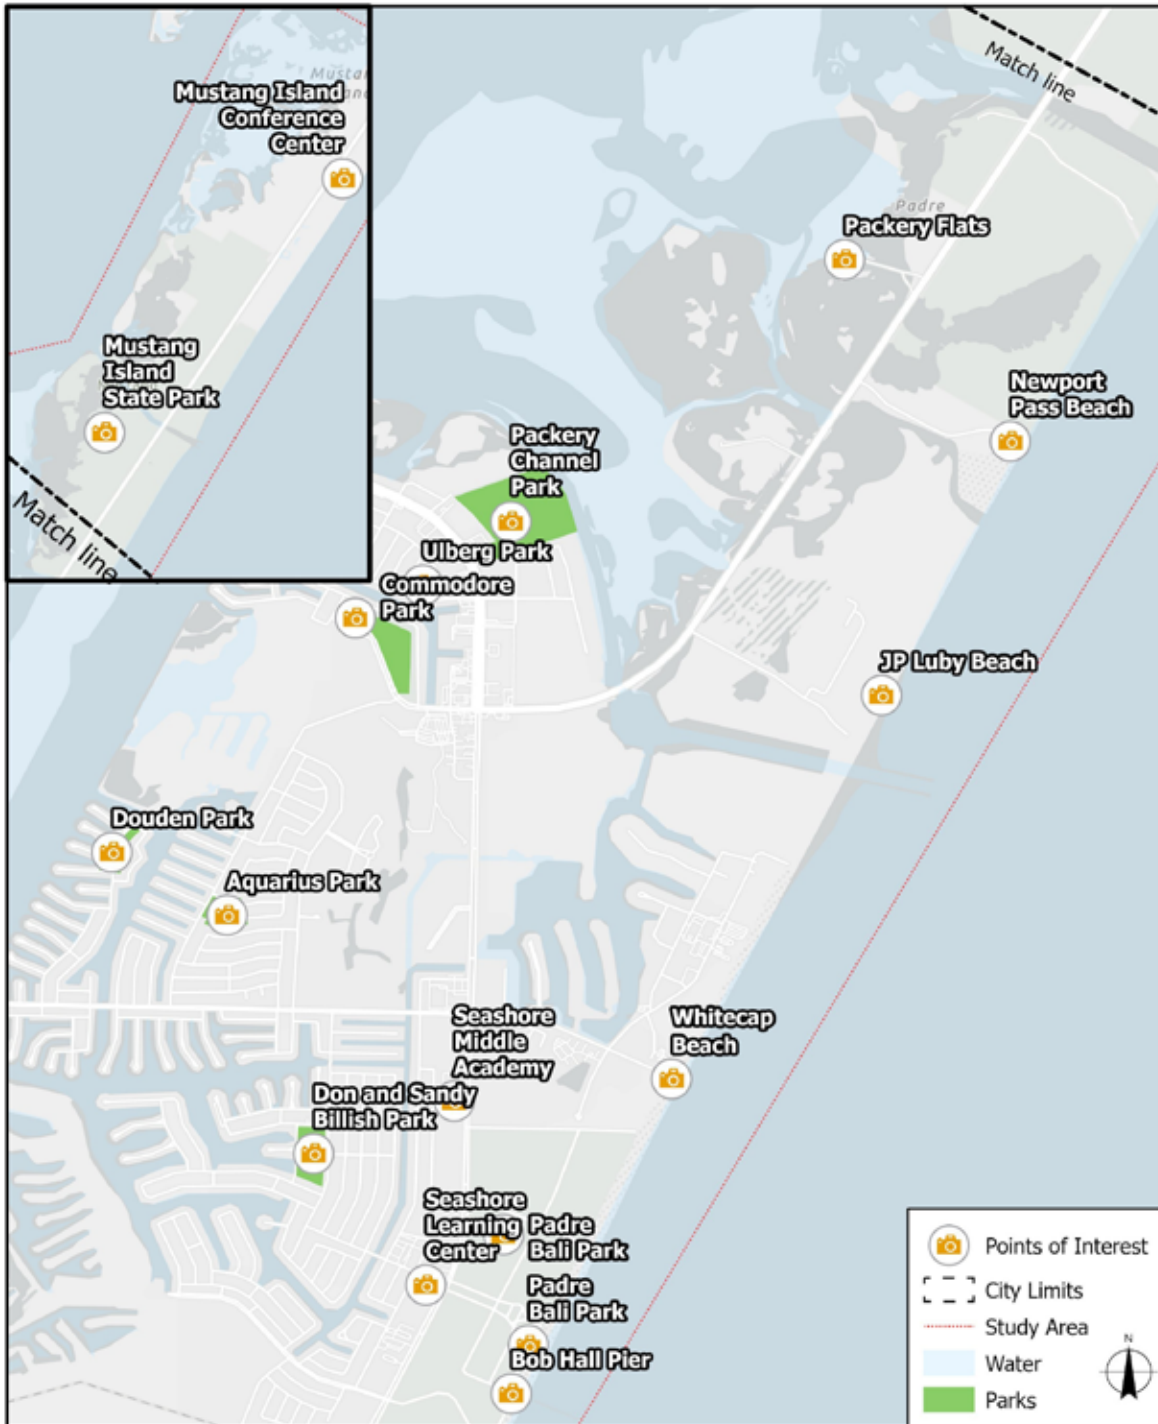 Mustang Island
Conference
Center
Mustang
Island
State Park
Match line
Match line
Padre
Packery Flats
Newport
Pass Beach
Packery
Channel
Park
Ulberg Park
Commodore
Park
JP Luby Beach
Douden Park
Aquarius Park
Seashore
Middle
Academy
Whitecap
Beach
Don and Sandy
Billish Park
Seashore
Learning
Center
Padre
Bali Park
Padre
Bali Park
Bob Hall Pier
Points of Interest
City Limits
Study Area
Water
Parks
N